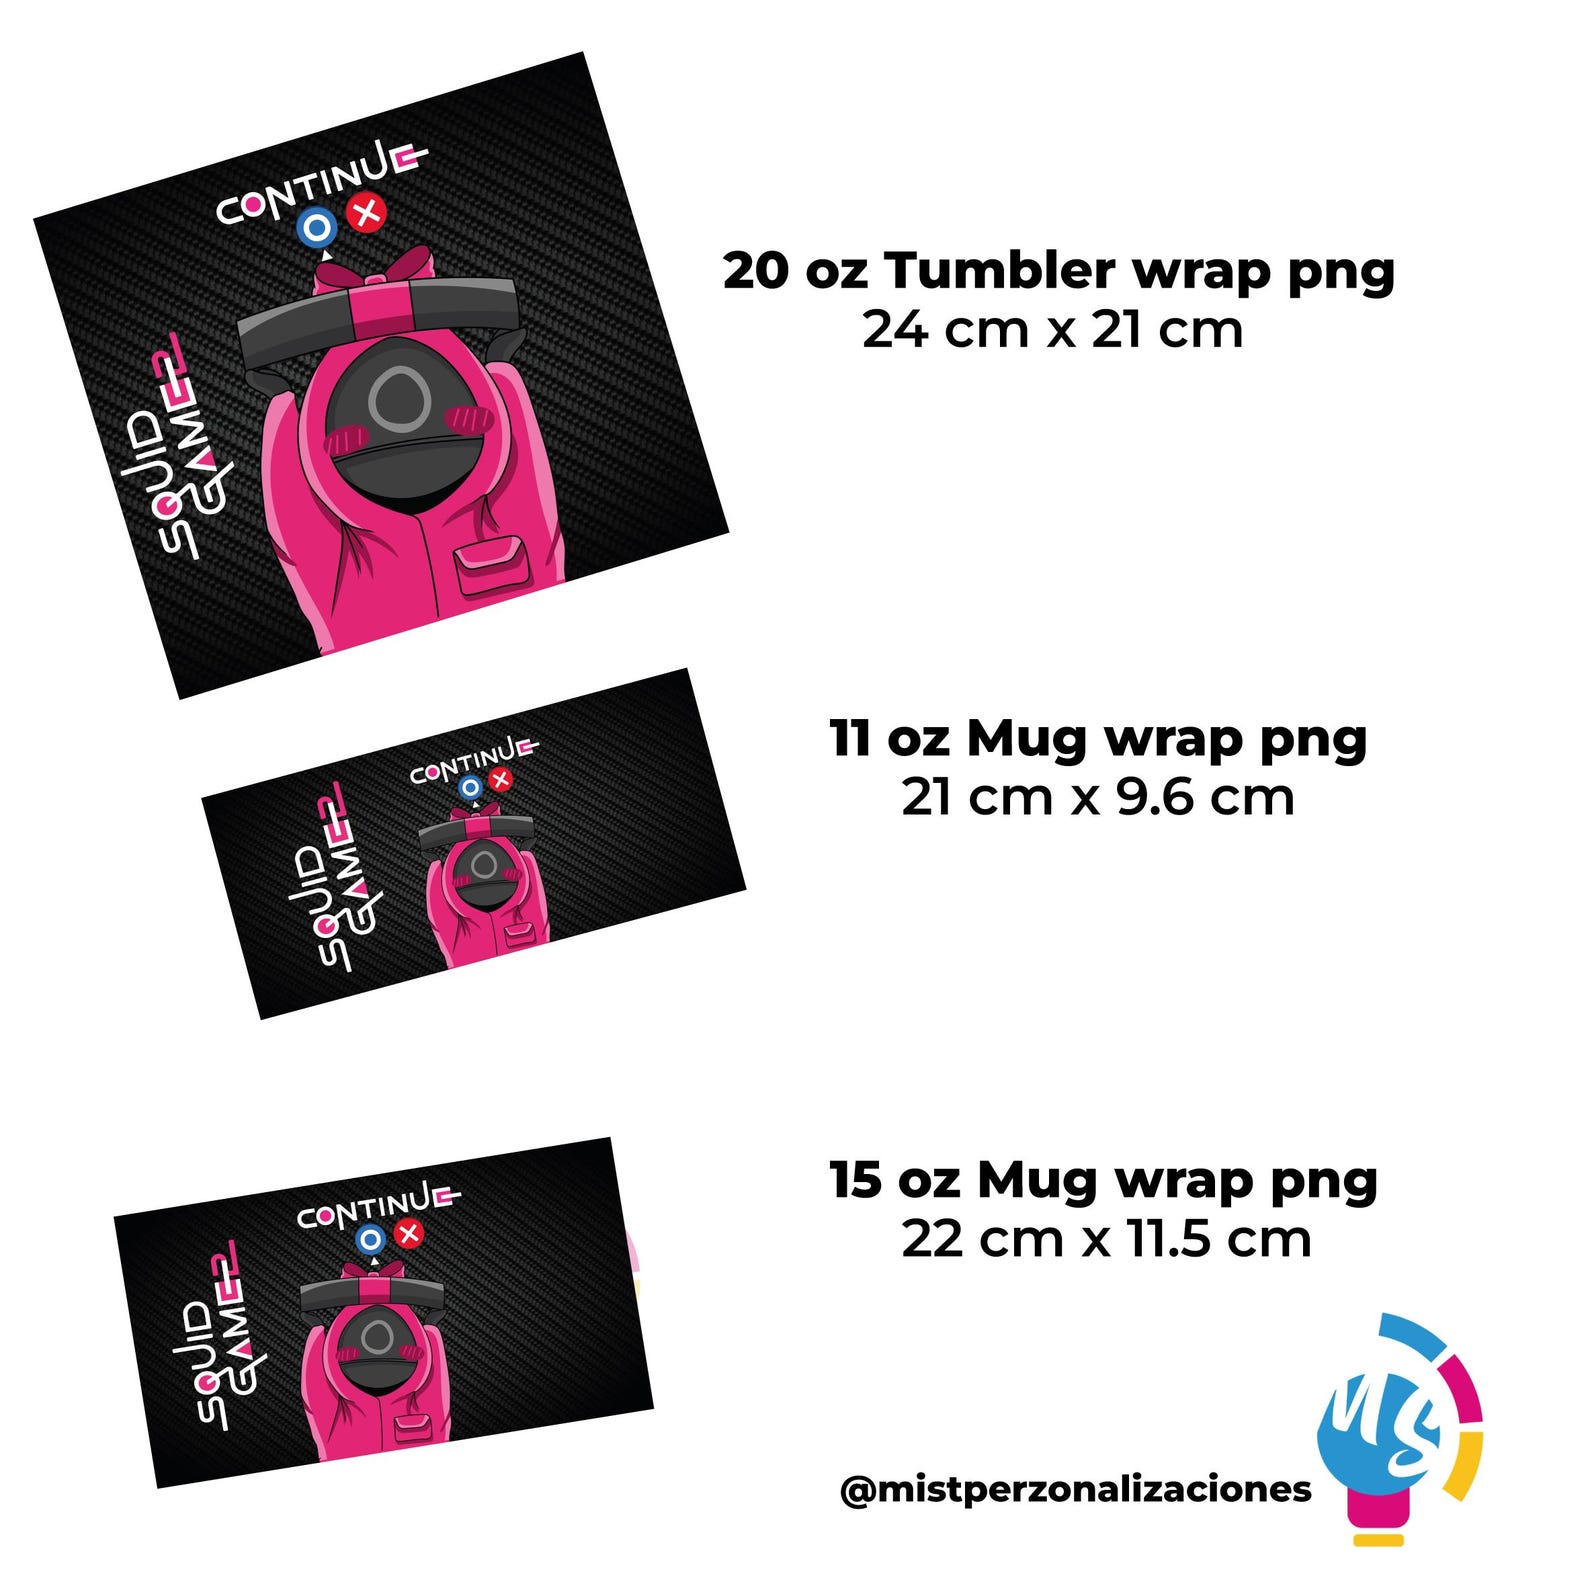 CONTINUE
SQUID
GAME2
20 oz Tumbler wrap png
24 cm x 21 cm
CONTINUE
SQUID
GAME2
11 oz Mug wrap png
21 cm x 9.6 cm
CONTINUE
SQUID
GAME2
15 oz Mug wrap png
22 cm x 11.5 cm
MS
@mistperzonalizaciones